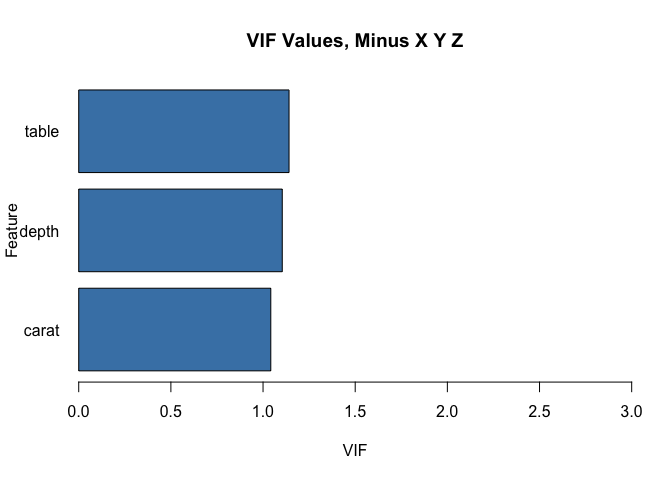 VIF Values, Minus X Y Z
Feature
table
depth
carat
0.0 0.5 1.0 1.5 2.0 2.5 3.0
VIF